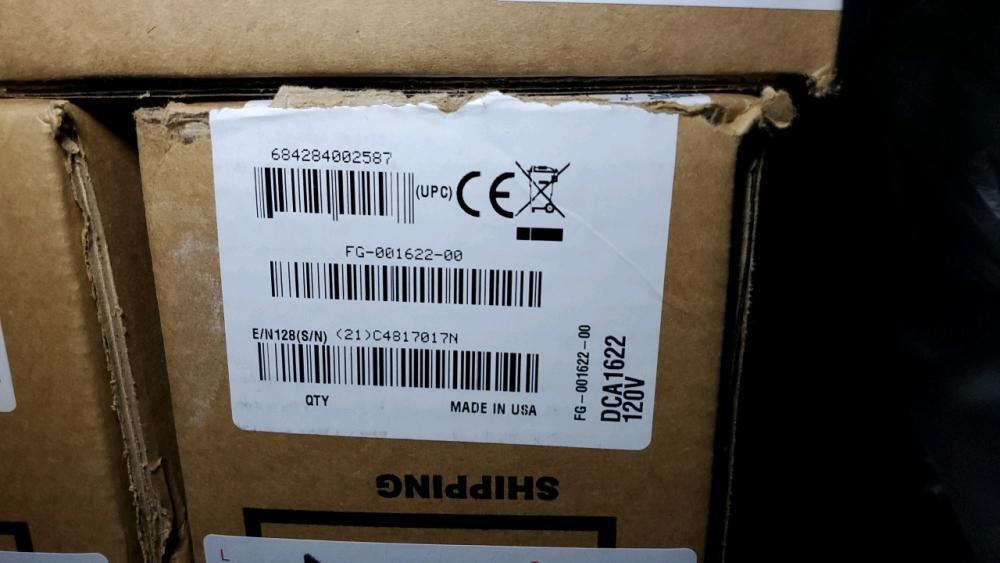 684284002587
(UPC) CE
FG-001622-00
E/N128(S/N) (21)C4817017N
QTY MADE IN USA
FG-001622-00
DCA1622
120V
SHIPPING
L